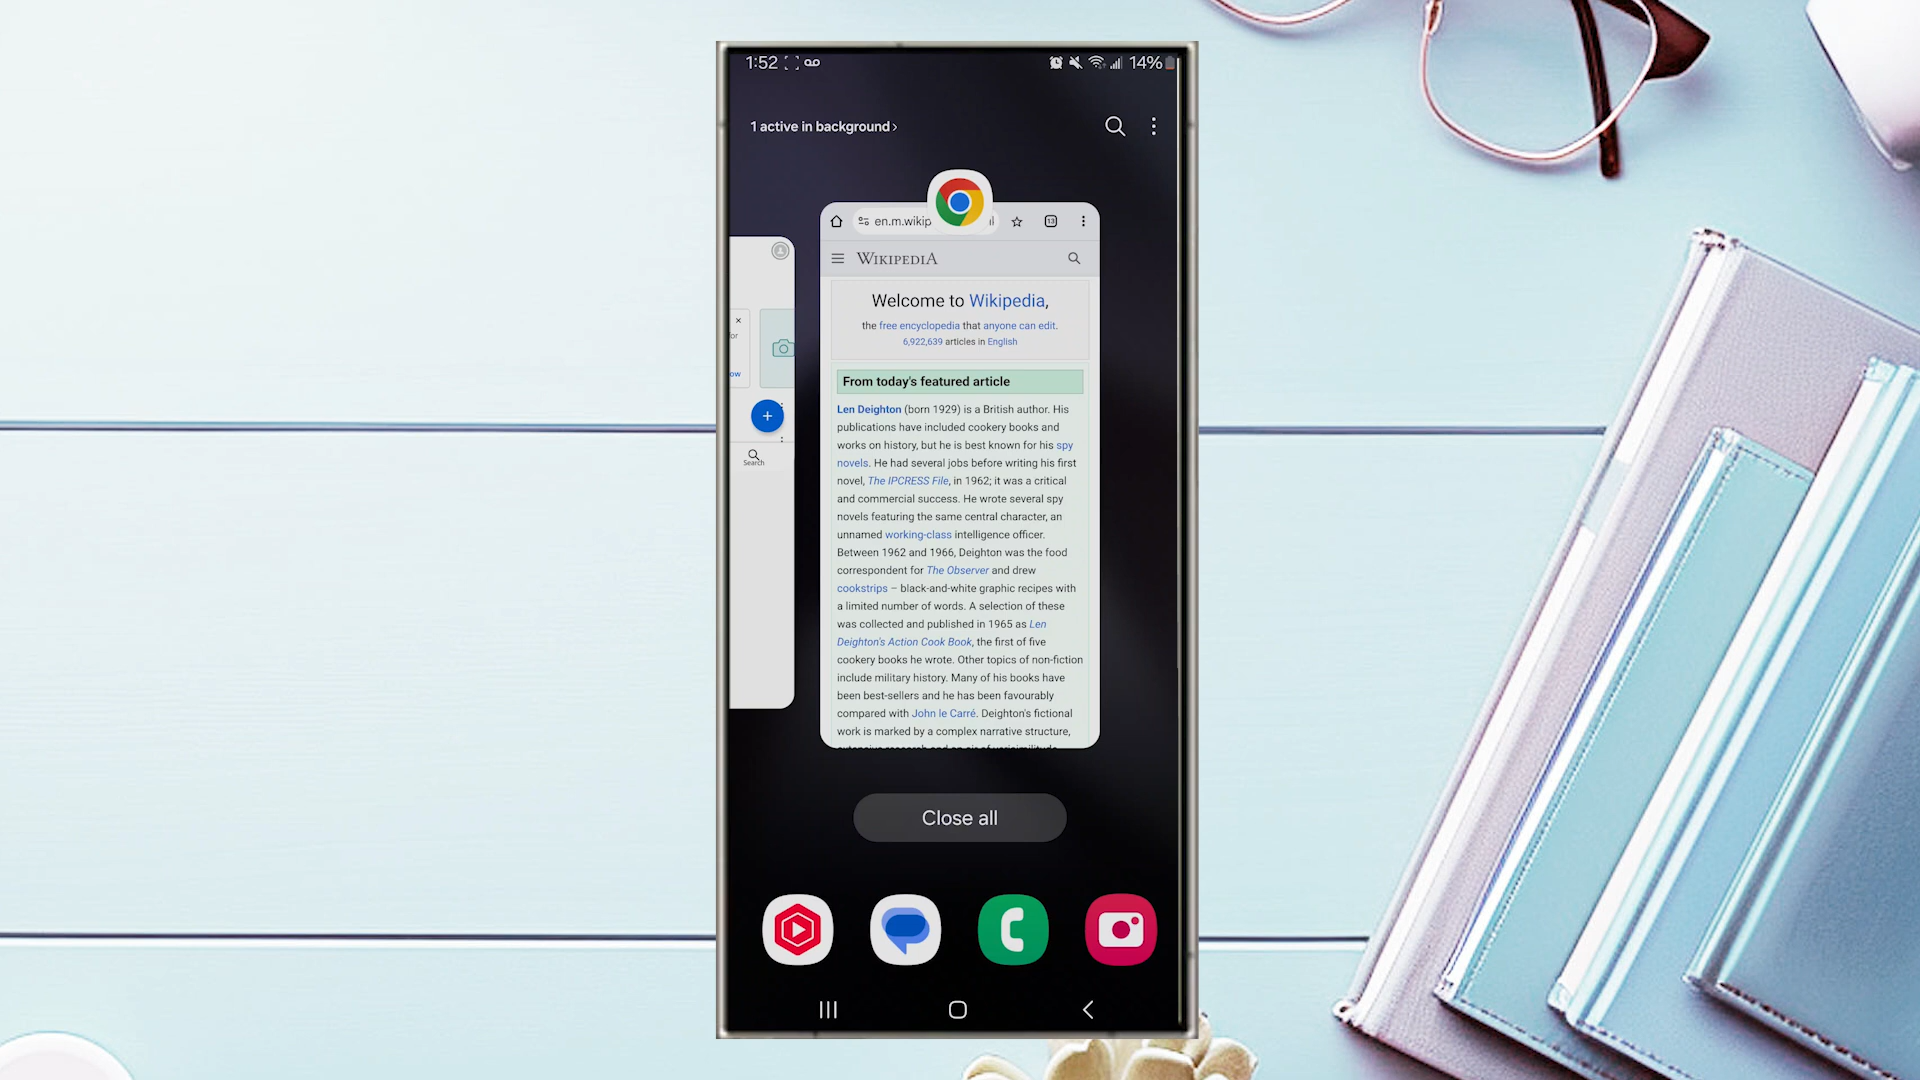 1:52
14%
1 active in background ›
en.m.wikip
13
WIKIPEDIA
Welcome to Wikipedia,
the free encyclopedia that anyone can edit.
6,922,639 articles in English
From today's featured article
Len Deighton (born 1929) is a British author. His
publications have included cookery books and
works on history, but he is best known for his spy
novels. He had several jobs before writing his first
novel, The IPCRESS File, in 1962; it was a critical
and commercial success. He wrote several spy
novels featuring the same central character, an
unnamed working-class intelligence officer.
Between 1962 and 1966, Deighton was the food
correspondent for The Observer and drew
cookstrips – black-and-white graphic recipes with
a limited number of words. A selection of these
was collected and published in 1965 as Len
Deighton's Action Cook Book, the first of five
cookery books he wrote. Other topics of non-fiction
include military history. Many of his books have
been best-sellers and he has been favourably
compared with John le Carré. Deighton's fictional
work is marked by a complex narrative structure,
for
ow
Search
Close all